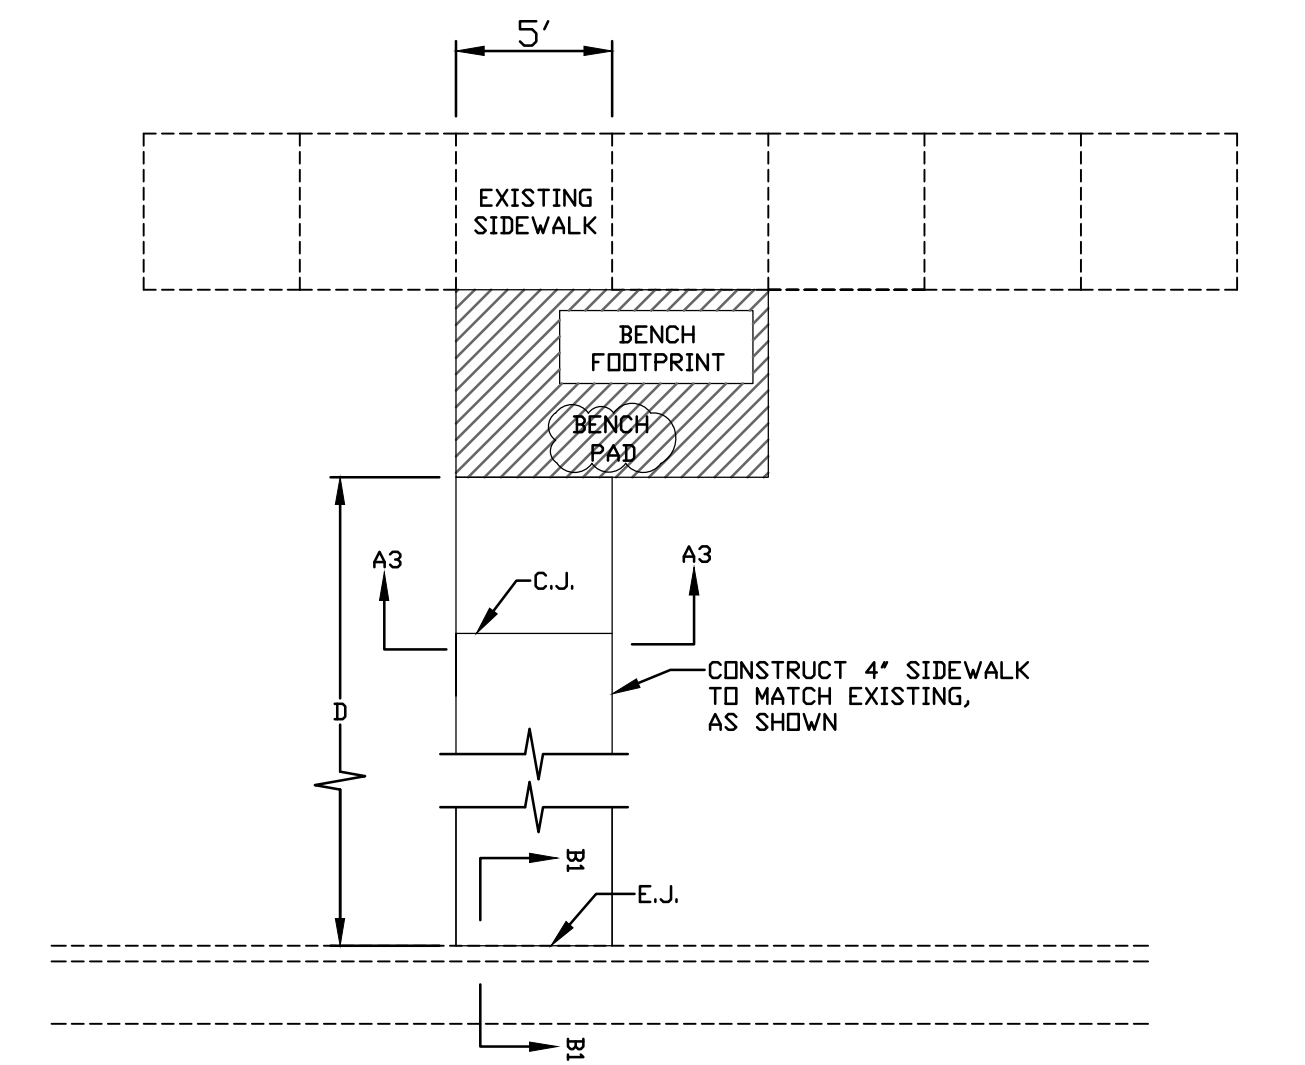 5'
EXISTING
SIDEWALK
BENCH
FOOTPRINT
BENCH
PAD
A3
A3
C.J.
CONSTRUCT 4" SIDEWALK
TO MATCH EXISTING,
AS SHOWN
D
B1
E.J.
B1